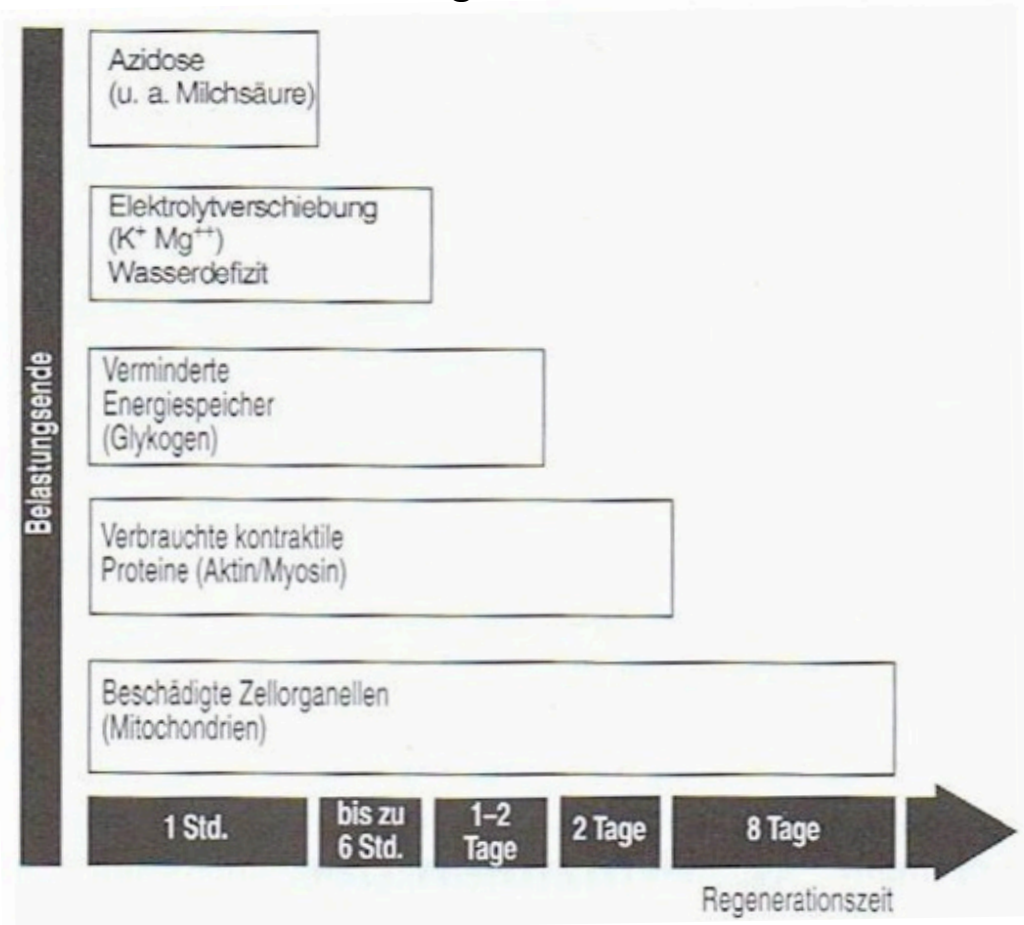 Azidose
(u. a. Milchsäure)
Elektrolytverschiebung
(K⁺ Mg⁺⁺)
Wasserdefizit
Verminderte
Energiespeicher
(Glykogen)
Verbrauchte kontraktile
Proteine (Aktin/Myosin)
Beschädigte Zellorganellen
(Mitochondrien)
Belastungsende
1 Std.
bis zu
6 Std.
1–2
Tage
2 Tage
8 Tage
Regenerationszeit